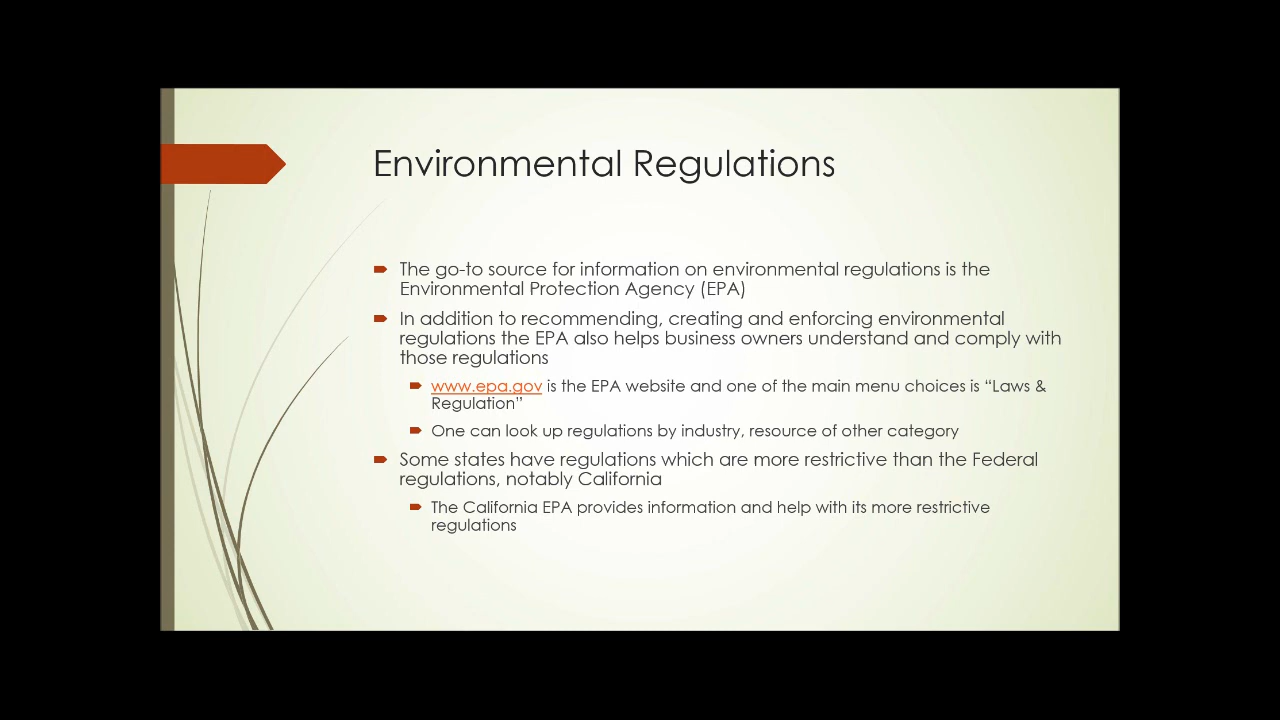 Environmental Regulations
The go-to source for information on environmental regulations is the
Environmental Protection Agency (EPA)
In addition to recommending, creating and enforcing environmental
regulations the EPA also helps business owners understand and comply with
those regulations
www.epa.gov is the EPA website and one of the main menu choices is “Laws &
Regulation”
One can look up regulations by industry, resource of other category
Some states have regulations which are more restrictive than the Federal
regulations, notably California
The California EPA provides information and help with its more restrictive
regulations